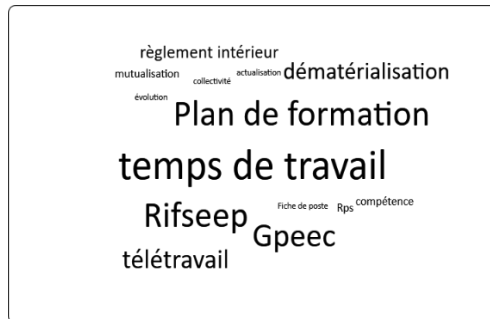 règlement intérieur
mutualisation collectivité actualisation dématérialisation
évolution
Plan de formation
temps de travail
Rifseep Fiche de poste Rps compétence
Gpeec
télétravail